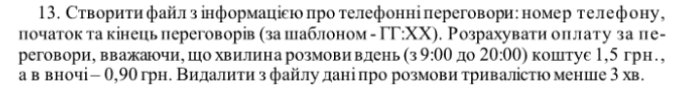 13. Створити файл з інформацією про телефонні переговори: номер телефону,
початок та кінець переговорів (за шаблоном - ГГ:ХХ). Розрахувати оплату за пе-
реговори, вважаючи, що хвилина розмови вдень (з 9:00 до 20:00) коштує 1,5 грн.,
а в вночі – 0,90 грн. Видалити з файлу дані про розмови тривалістю менше 3 хв.